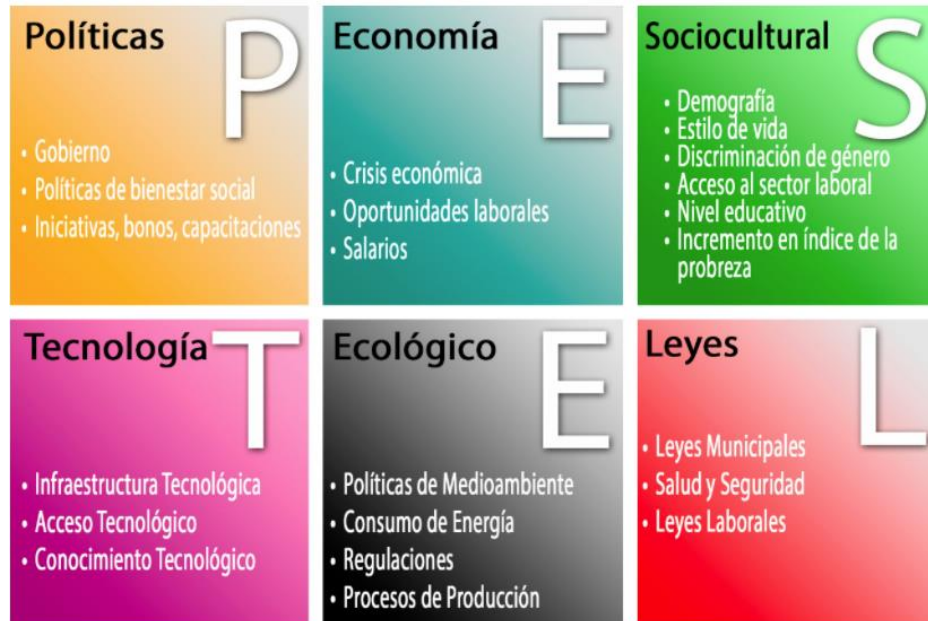 Políticas
P
• Gobierno
• Políticas de bienestar social
• Iniciativas, bonos, capacitaciones
Economía
E
• Crisis económica
• Oportunidades laborales
• Salarios
Sociocultural
S
• Demografía
• Estilo de vida
• Discriminación de género
• Acceso al sector laboral
• Nivel educativo
• Incremento en índice de la
probreza
Tecnología
T
• Infraestructura Tecnológica
• Acceso Tecnológico
• Conocimiento Tecnológico
Ecológico
E
• Políticas de Medioambiente
• Consumo de Energía
• Regulaciones
• Procesos de Producción
Leyes
L
• Leyes Municipales
• Salud y Seguridad
• Leyes Laborales